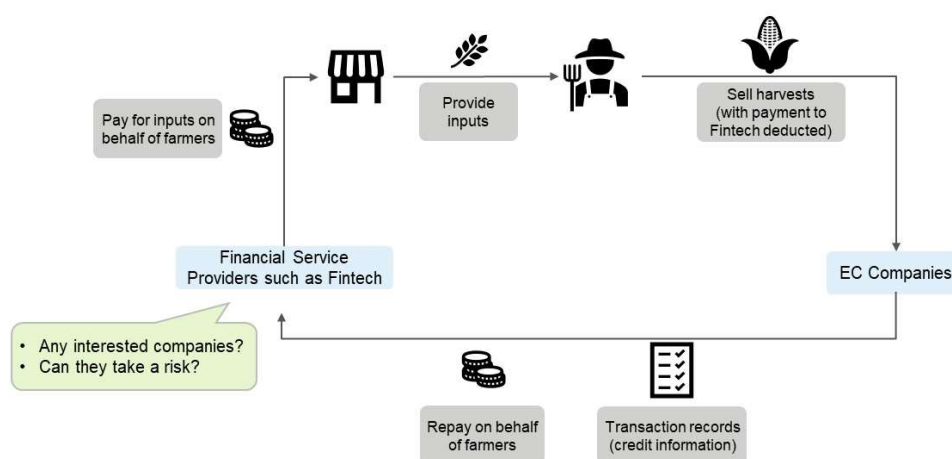 Pay for inputs on
behalf of farmers
Provide
inputs
Sell harvests
(with payment to
Fintech deducted)
Financial Service
Providers such as Fintech
EC Companies
• Any interested companies?
• Can they take a risk?
Repay on behalf
of farmers
Transaction records
(credit information)